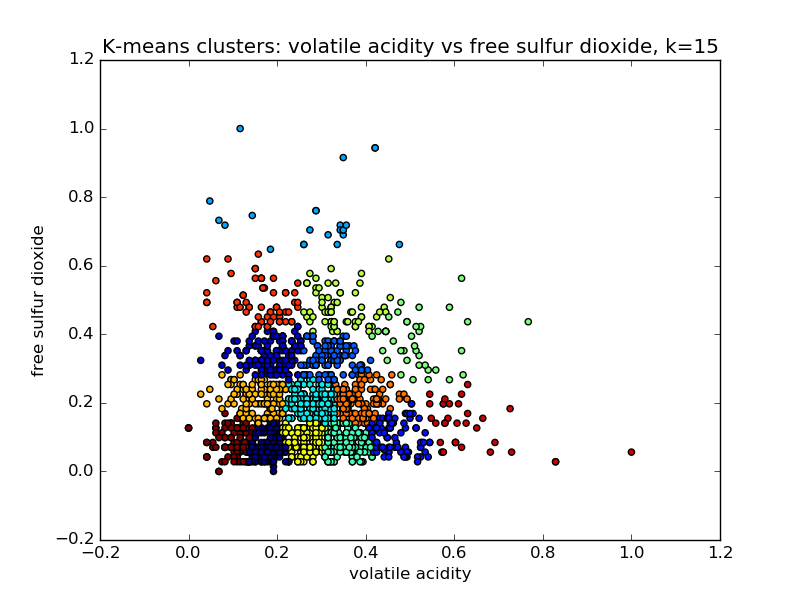 K-means clusters: volatile acidity vs free sulfur dioxide, k=15
1.2
1.0
0.8
0.6
0.4
0.2
0.0
−0.2
free sulfur dioxide
−0.2 0.0 0.2 0.4 0.6 0.8 1.0 1.2
volatile acidity